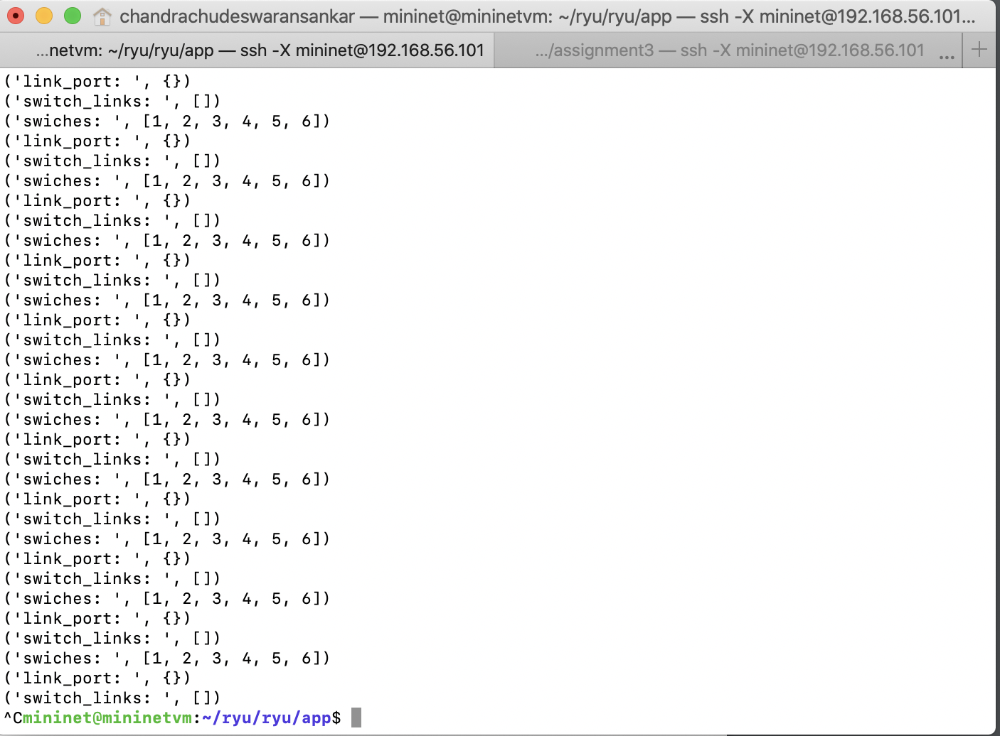 chandrachudeswaransankar — mininet@mininetvm: ~/ryu/ryu/app — ssh -X mininet@192.168.56.101...
...netvm: ~/ryu/ryu/app — ssh -X mininet@192.168.56.101
.../assignment3 — ssh -X mininet@192.168.56.101 ... +
('link_port: ', {})
('switch_links: ', [])
('swiches: ', [1, 2, 3, 4, 5, 6])
('link_port: ', {})
('switch_links: ', [])
('swiches: ', [1, 2, 3, 4, 5, 6])
('link_port: ', {})
('switch_links: ', [])
('swiches: ', [1, 2, 3, 4, 5, 6])
('link_port: ', {})
('switch_links: ', [])
('swiches: ', [1, 2, 3, 4, 5, 6])
('link_port: ', {})
('switch_links: ', [])
('swiches: ', [1, 2, 3, 4, 5, 6])
('link_port: ', {})
('switch_links: ', [])
('swiches: ', [1, 2, 3, 4, 5, 6])
('link_port: ', {})
('switch_links: ', [])
('swiches: ', [1, 2, 3, 4, 5, 6])
('link_port: ', {})
('switch_links: ', [])
('swiches: ', [1, 2, 3, 4, 5, 6])
('link_port: ', {})
('switch_links: ', [])
('swiches: ', [1, 2, 3, 4, 5, 6])
('link_port: ', {})
('switch_links: ', [])
('swiches: ', [1, 2, 3, 4, 5, 6])
('link_port: ', {})
('switch_links: ', [])
^Cmininet@mininetvm:~/ryu/ryu/app$